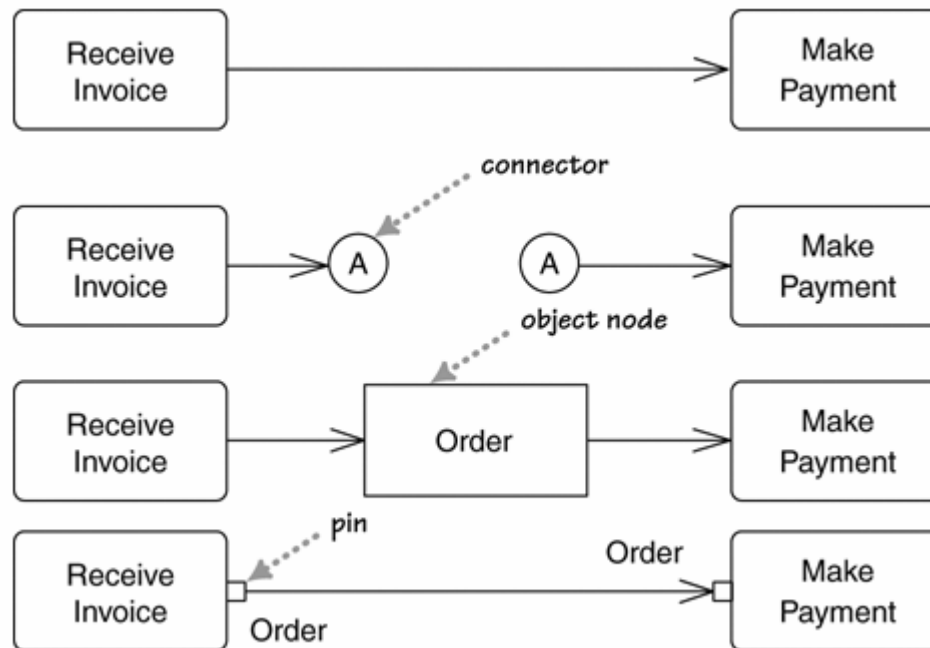 Receive
Invoice
Make
Payment
connector
Receive
Invoice
A
A
Make
Payment
object node
Receive
Invoice
Order
Make
Payment
pin
Order
Receive
Invoice
Make
Payment
Order